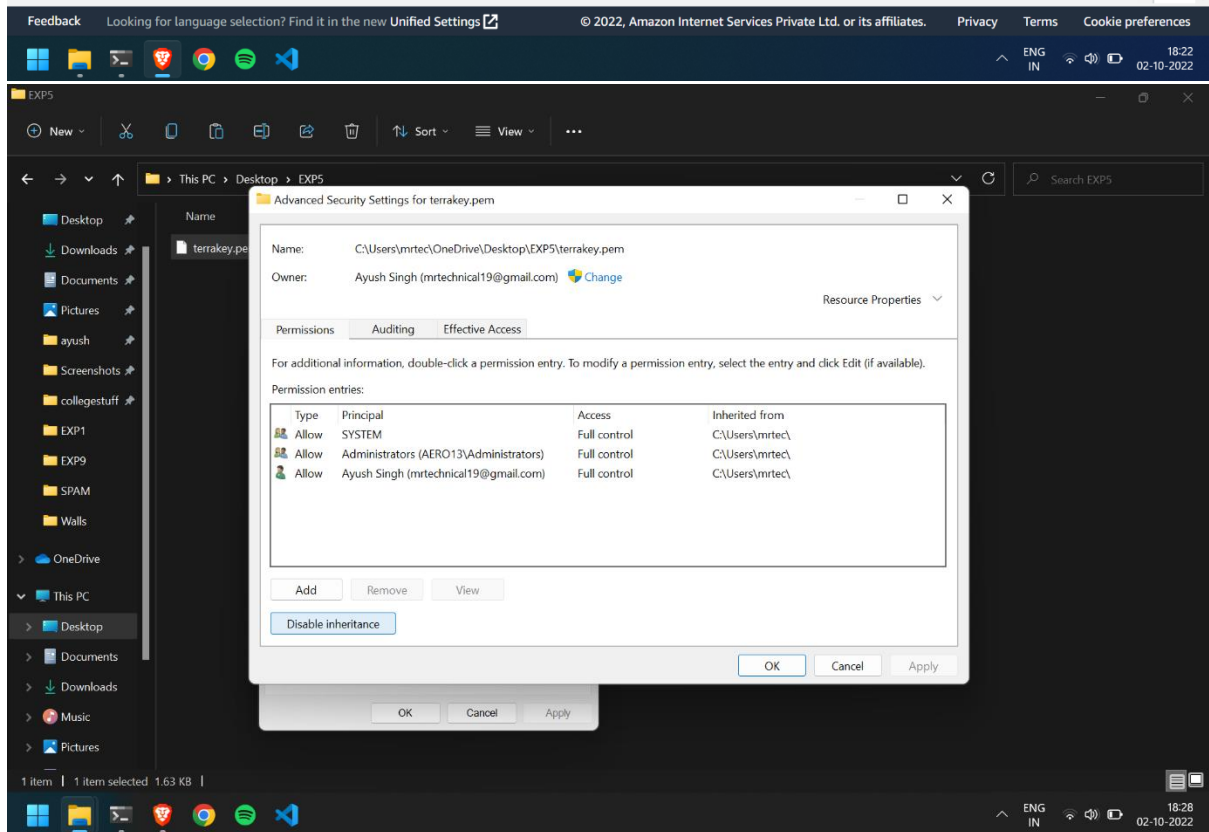 Feedback Looking for language selection? Find it in the new Unified Settings © 2022, Amazon Internet Services Private Ltd. or its affiliates. Privacy Terms Cookie preferences
ENG 18:22
IN 02-10-2022
EXP5
New Sort View
This PC > Desktop > EXP5 Search EXP5
Advanced Security Settings for terrakey.pem
Desktop Name
Downloads terrakey.pe
Documents
Pictures
ayush
Screenshots
collegestuff
EXP1
EXP9
SPAM
Walls
OneDrive
This PC
Desktop
Documents
Downloads
Music
Pictures
Name: C:\Users\mrtec\OneDrive\Desktop\EXP5\terrakey.pem
Owner: Ayush Singh (mrtechnical19@gmail.com) Change
Resource Properties
Permissions Auditing Effective Access
For additional information, double-click a permission entry. To modify a permission entry, select the entry and click Edit (if available).
Permission entries:
Type Principal Access Inherited from
Allow SYSTEM Full control C:\Users\mrtec\
Allow Administrators (AERO13\Administrators) Full control C:\Users\mrtec\
Allow Ayush Singh (mrtechnical19@gmail.com) Full control C:\Users\mrtec\
Add Remove View
Disable inheritance
OK Cancel Apply
OK Cancel Apply
1 item | 1 item selected 1.63 KB |
ENG 18:28
IN 02-10-2022